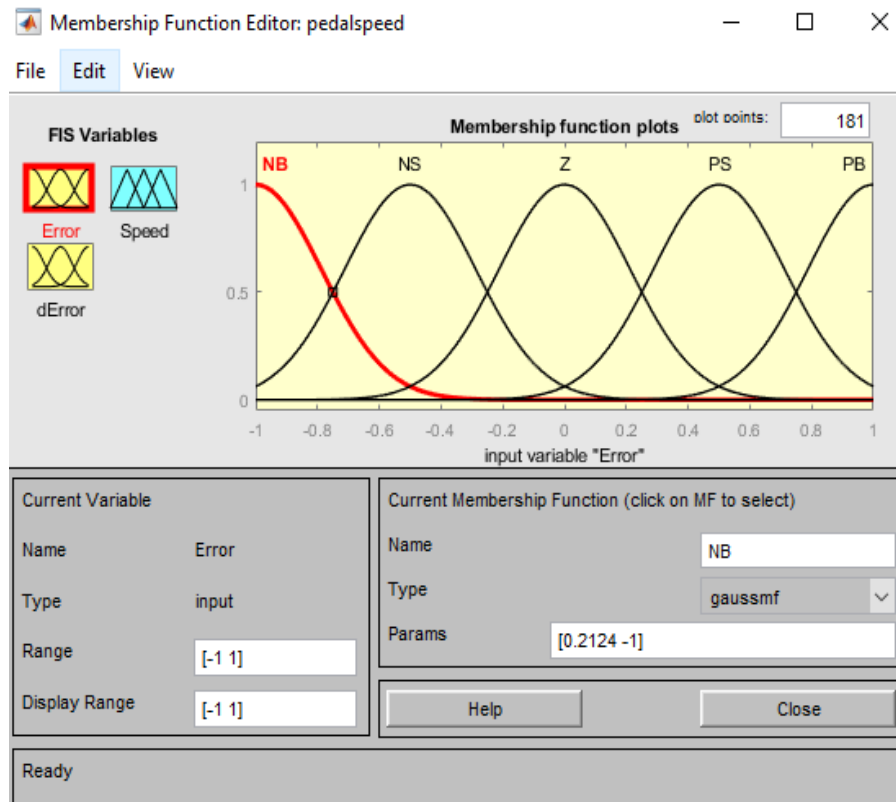 Membership Function Editor: pedalspeed
File Edit View
FIS Variables
Membership function plots plot points: 181
NB NS Z PS PB
Error Speed
dError
1
0.5
0
-1 -0.8 -0.6 -0.4 -0.2 0 0.2 0.4 0.6 0.8 1
input variable "Error"
Current Variable
Name Error
Type input
Range [-1 1]
Display Range [-1 1]
Current Membership Function (click on MF to select)
Name NB
Type gaussmf
Params [0.2124 -1]
Help Close
Ready